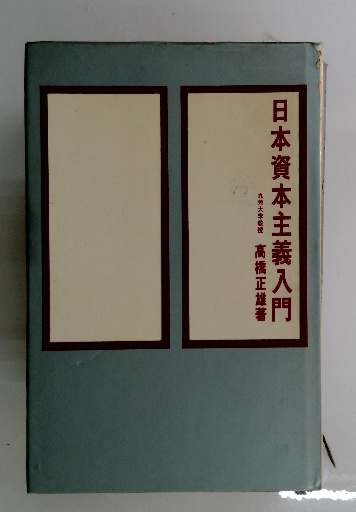 日本資本主義入門
九州大学教授 高橋正雄著